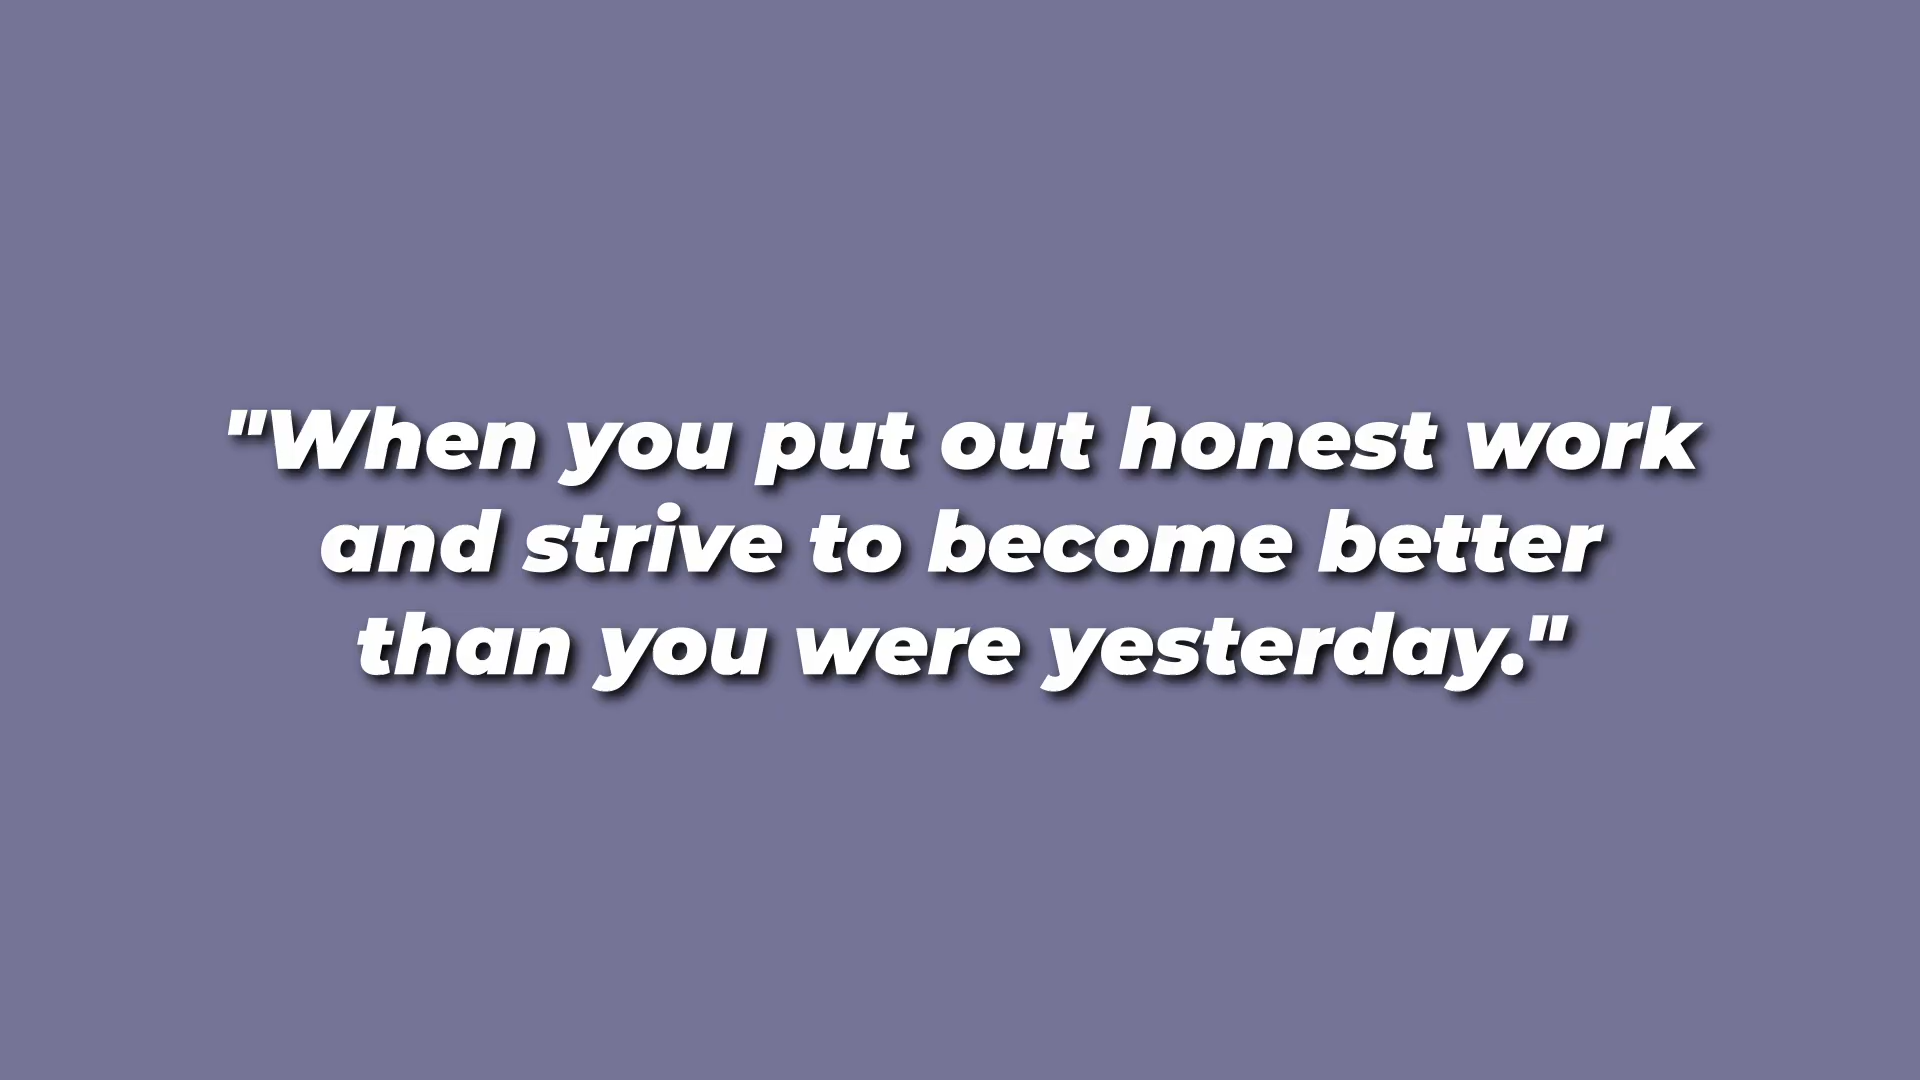 "When you put out honest work
and strive to become better
than you were yesterday."